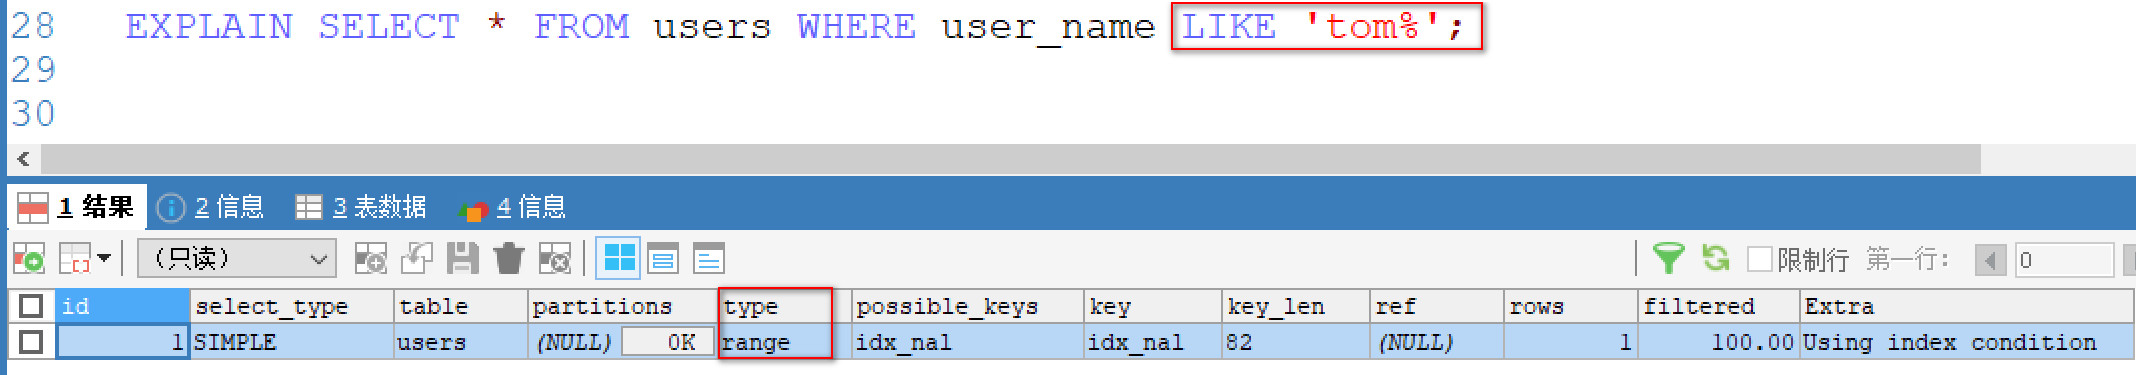 28 EXPLAIN SELECT * FROM users WHERE user_name LIKE 'tom%';
29
30
1 结果 2 信息 3 表数据 4 信息
（只读） 限制行 第一行： 0
id select_type table partitions type possible_keys key key_len ref rows filtered Extra
1 SIMPLE users (NULL) 0K range idx_nal idx_nal 82 (NULL) 1 100.00 Using index condition